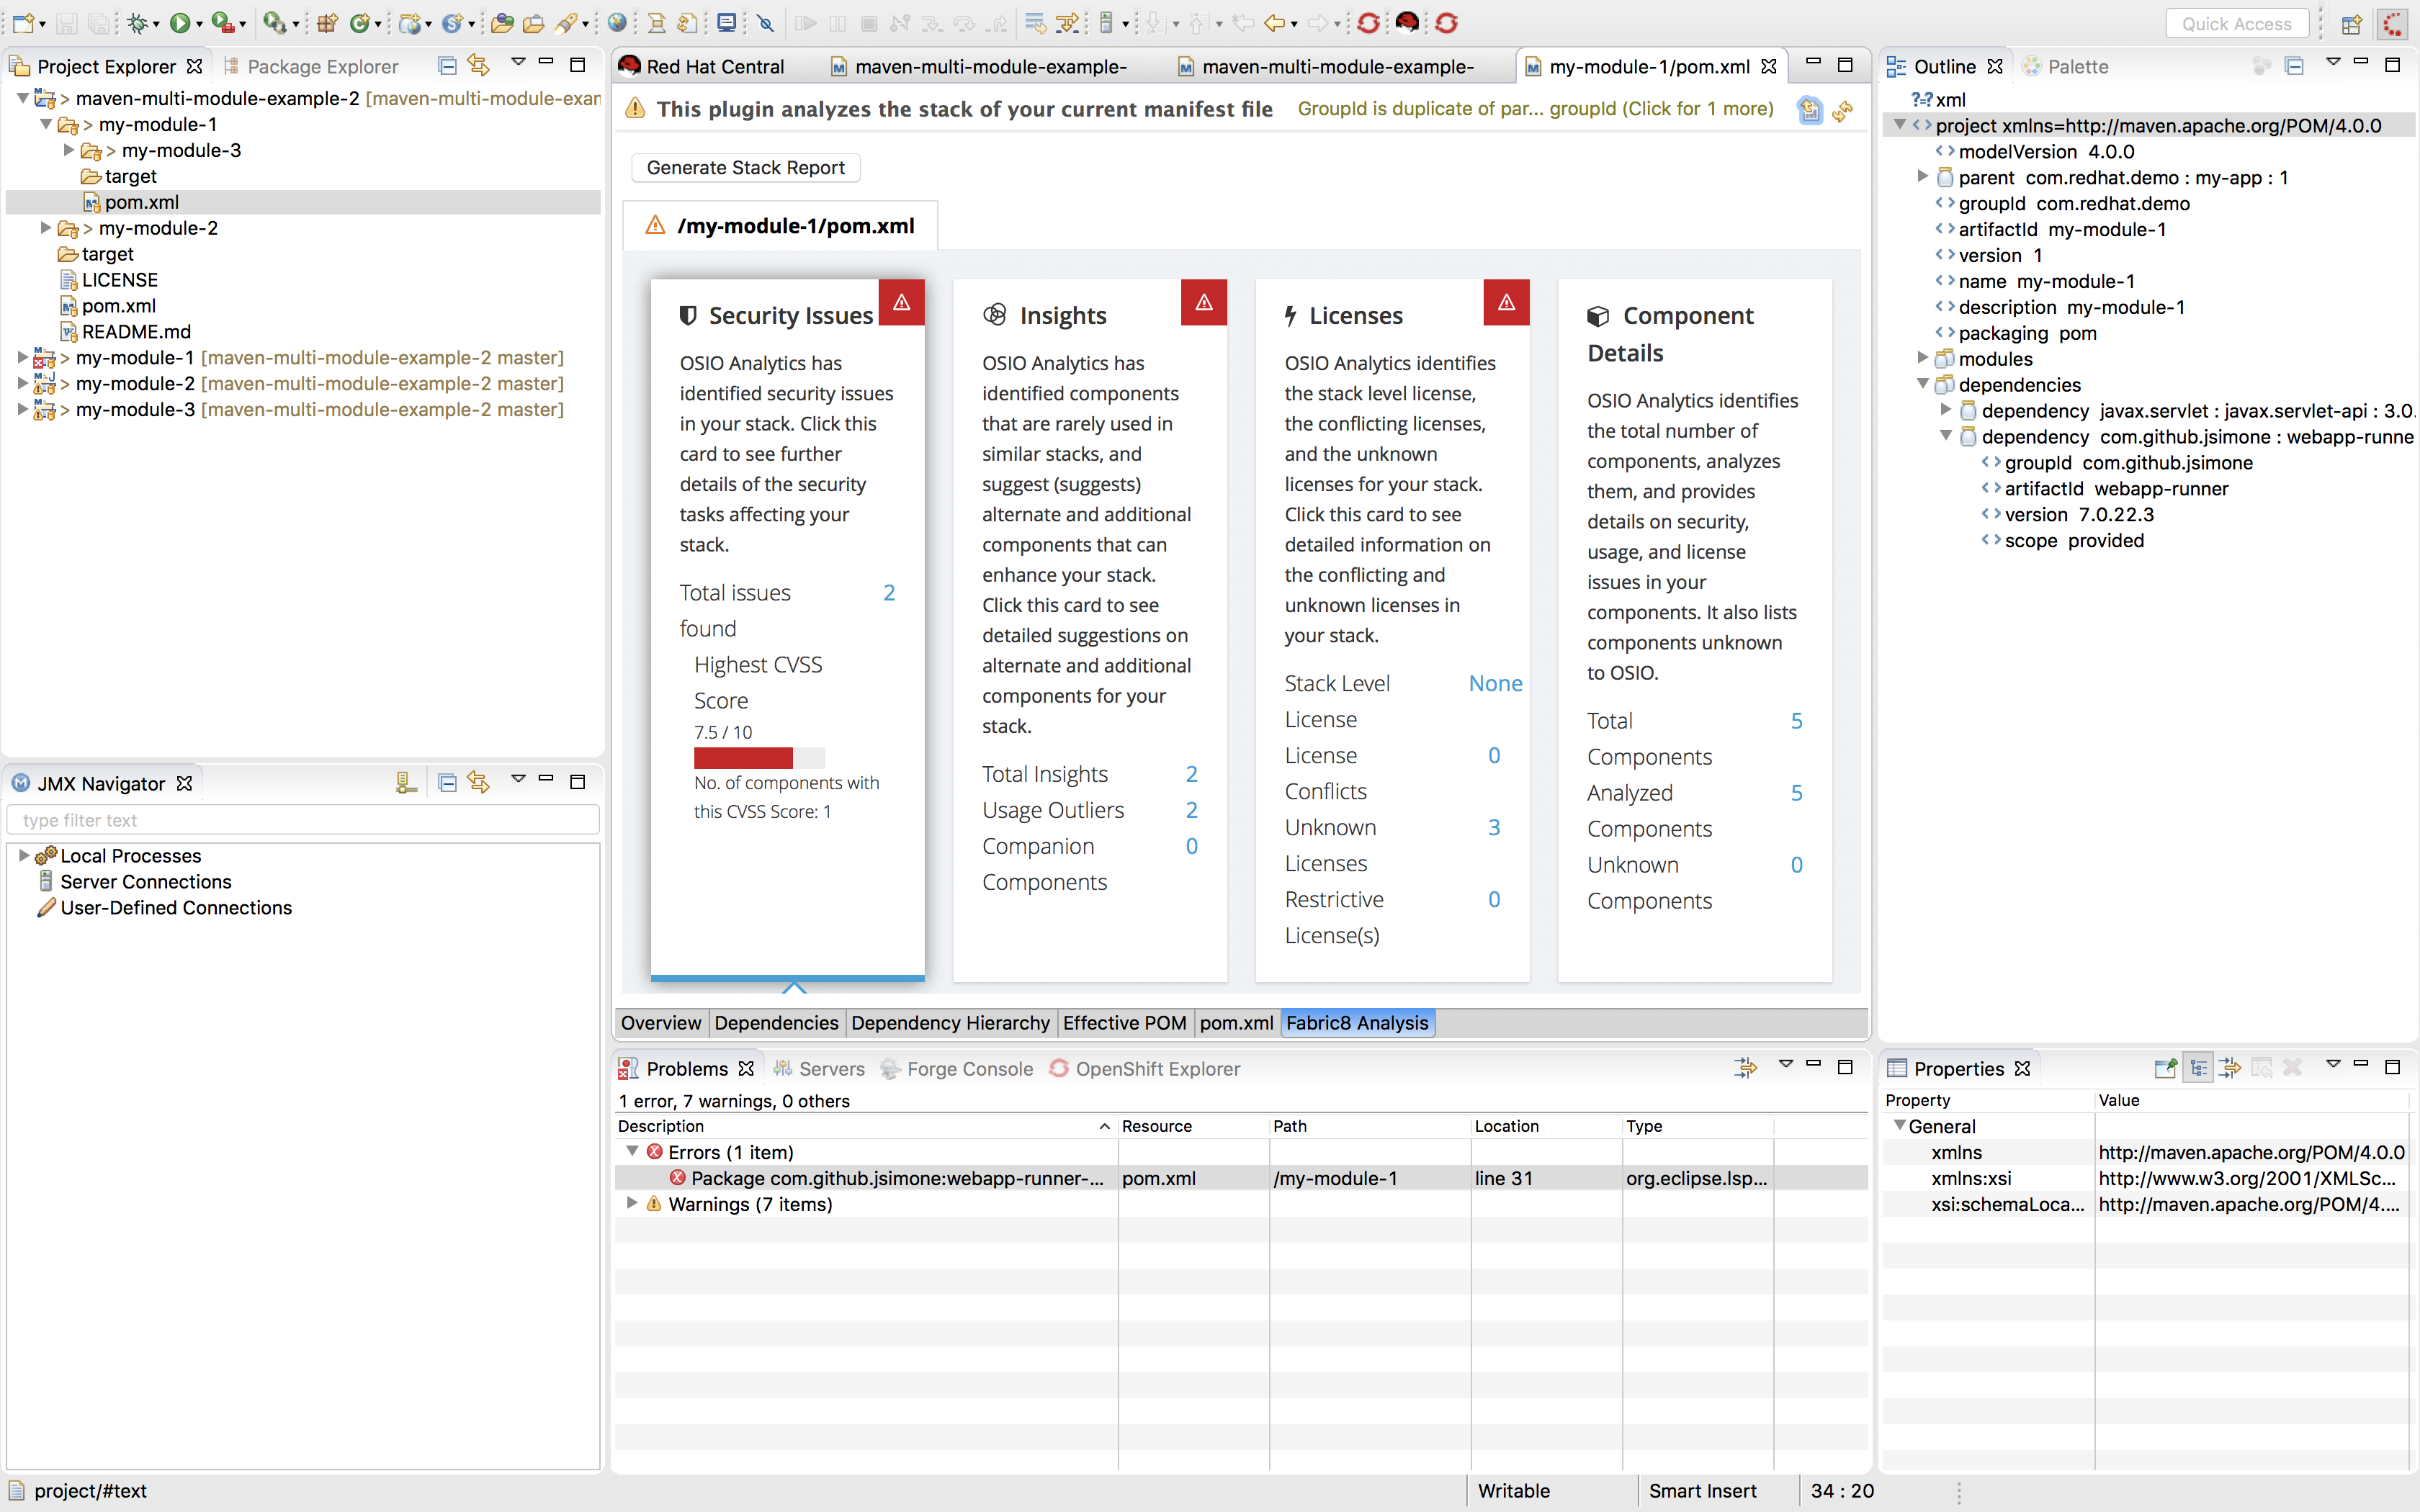 Quick Access
Project Explorer
Package Explorer
> maven-multi-module-example-2 [maven-multi-module-exan
> my-module-1
> my-module-3
target
pom.xml
> my-module-2
target
LICENSE
pom.xml
README.md
> my-module-1 [maven-multi-module-example-2 master]
> my-module-2 [maven-multi-module-example-2 master]
> my-module-3 [maven-multi-module-example-2 master]
JMX Navigator
type filter text
Local Processes
Server Connections
User-Defined Connections
Red Hat Central
maven-multi-module-example-
maven-multi-module-example-
my-module-1/pom.xml
This plugin analyzes the stack of your current manifest file
GroupId is duplicate of par... groupId (Click for 1 more)
Generate Stack Report
/my-module-1/pom.xml
Security Issues
OSIO Analytics has
identified security issues
in your stack. Click this
card to see further
details of the security
tasks affecting your
stack.
Total issues 2
found
Highest CVSS
Score
7.5 / 10
No. of components with
this CVSS Score: 1
Insights
OSIO Analytics has
identified components
that are rarely used in
similar stacks, and
suggest (suggests)
alternate and additional
components that can
enhance your stack.
Click this card to see
detailed suggestions on
alternate and additional
components for your
stack.
Total Insights 2
Usage Outliers 2
Companion 0
Components
Licenses
OSIO Analytics identifies
the stack level license,
the conflicting licenses,
and the unknown
licenses for your stack.
Click this card to see
detailed information on
the conflicting and
unknown licenses in
your stack.
Stack Level None
License
License 0
Conflicts
Unknown 3
Licenses
Restrictive 0
License(s)
Component
Details
OSIO Analytics identifies
the total number of
components, analyzes
them, and provides
details on security,
usage, and license
issues in your
components. It also lists
components unknown
to OSIO.
Total 5
Components
Analyzed 5
Components
Unknown 0
Components
Overview Dependencies Dependency Hierarchy Effective POM pom.xml Fabric8 Analysis
Problems Servers Forge Console OpenShift Explorer
1 error, 7 warnings, 0 others
Description Resource Path Location Type
Errors (1 item)
Package com.github.jsimone:webapp-runner-... pom.xml /my-module-1 line 31 org.eclipse.lsp...
Warnings (7 items)
Outline Palette
?=? xml
project xmlns=http://maven.apache.org/POM/4.0.0
modelVersion 4.0.0
parent com.redhat.demo : my-app : 1
groupId com.redhat.demo
artifactId my-module-1
version 1
name my-module-1
description my-module-1
packaging pom
modules
dependencies
dependency javax.servlet : javax.servlet-api : 3.0.
dependency com.github.jsimone : webapp-runne
groupId com.github.jsimone
artifactId webapp-runner
version 7.0.22.3
scope provided
Properties
Property Value
General
xmlns http://maven.apache.org/POM/4.0.0
xmlns:xsi http://www.w3.org/2001/XMLSc...
xsi:schemaLoca... http://maven.apache.org/POM/4....
project/#text
Writable
Smart Insert
34 : 20